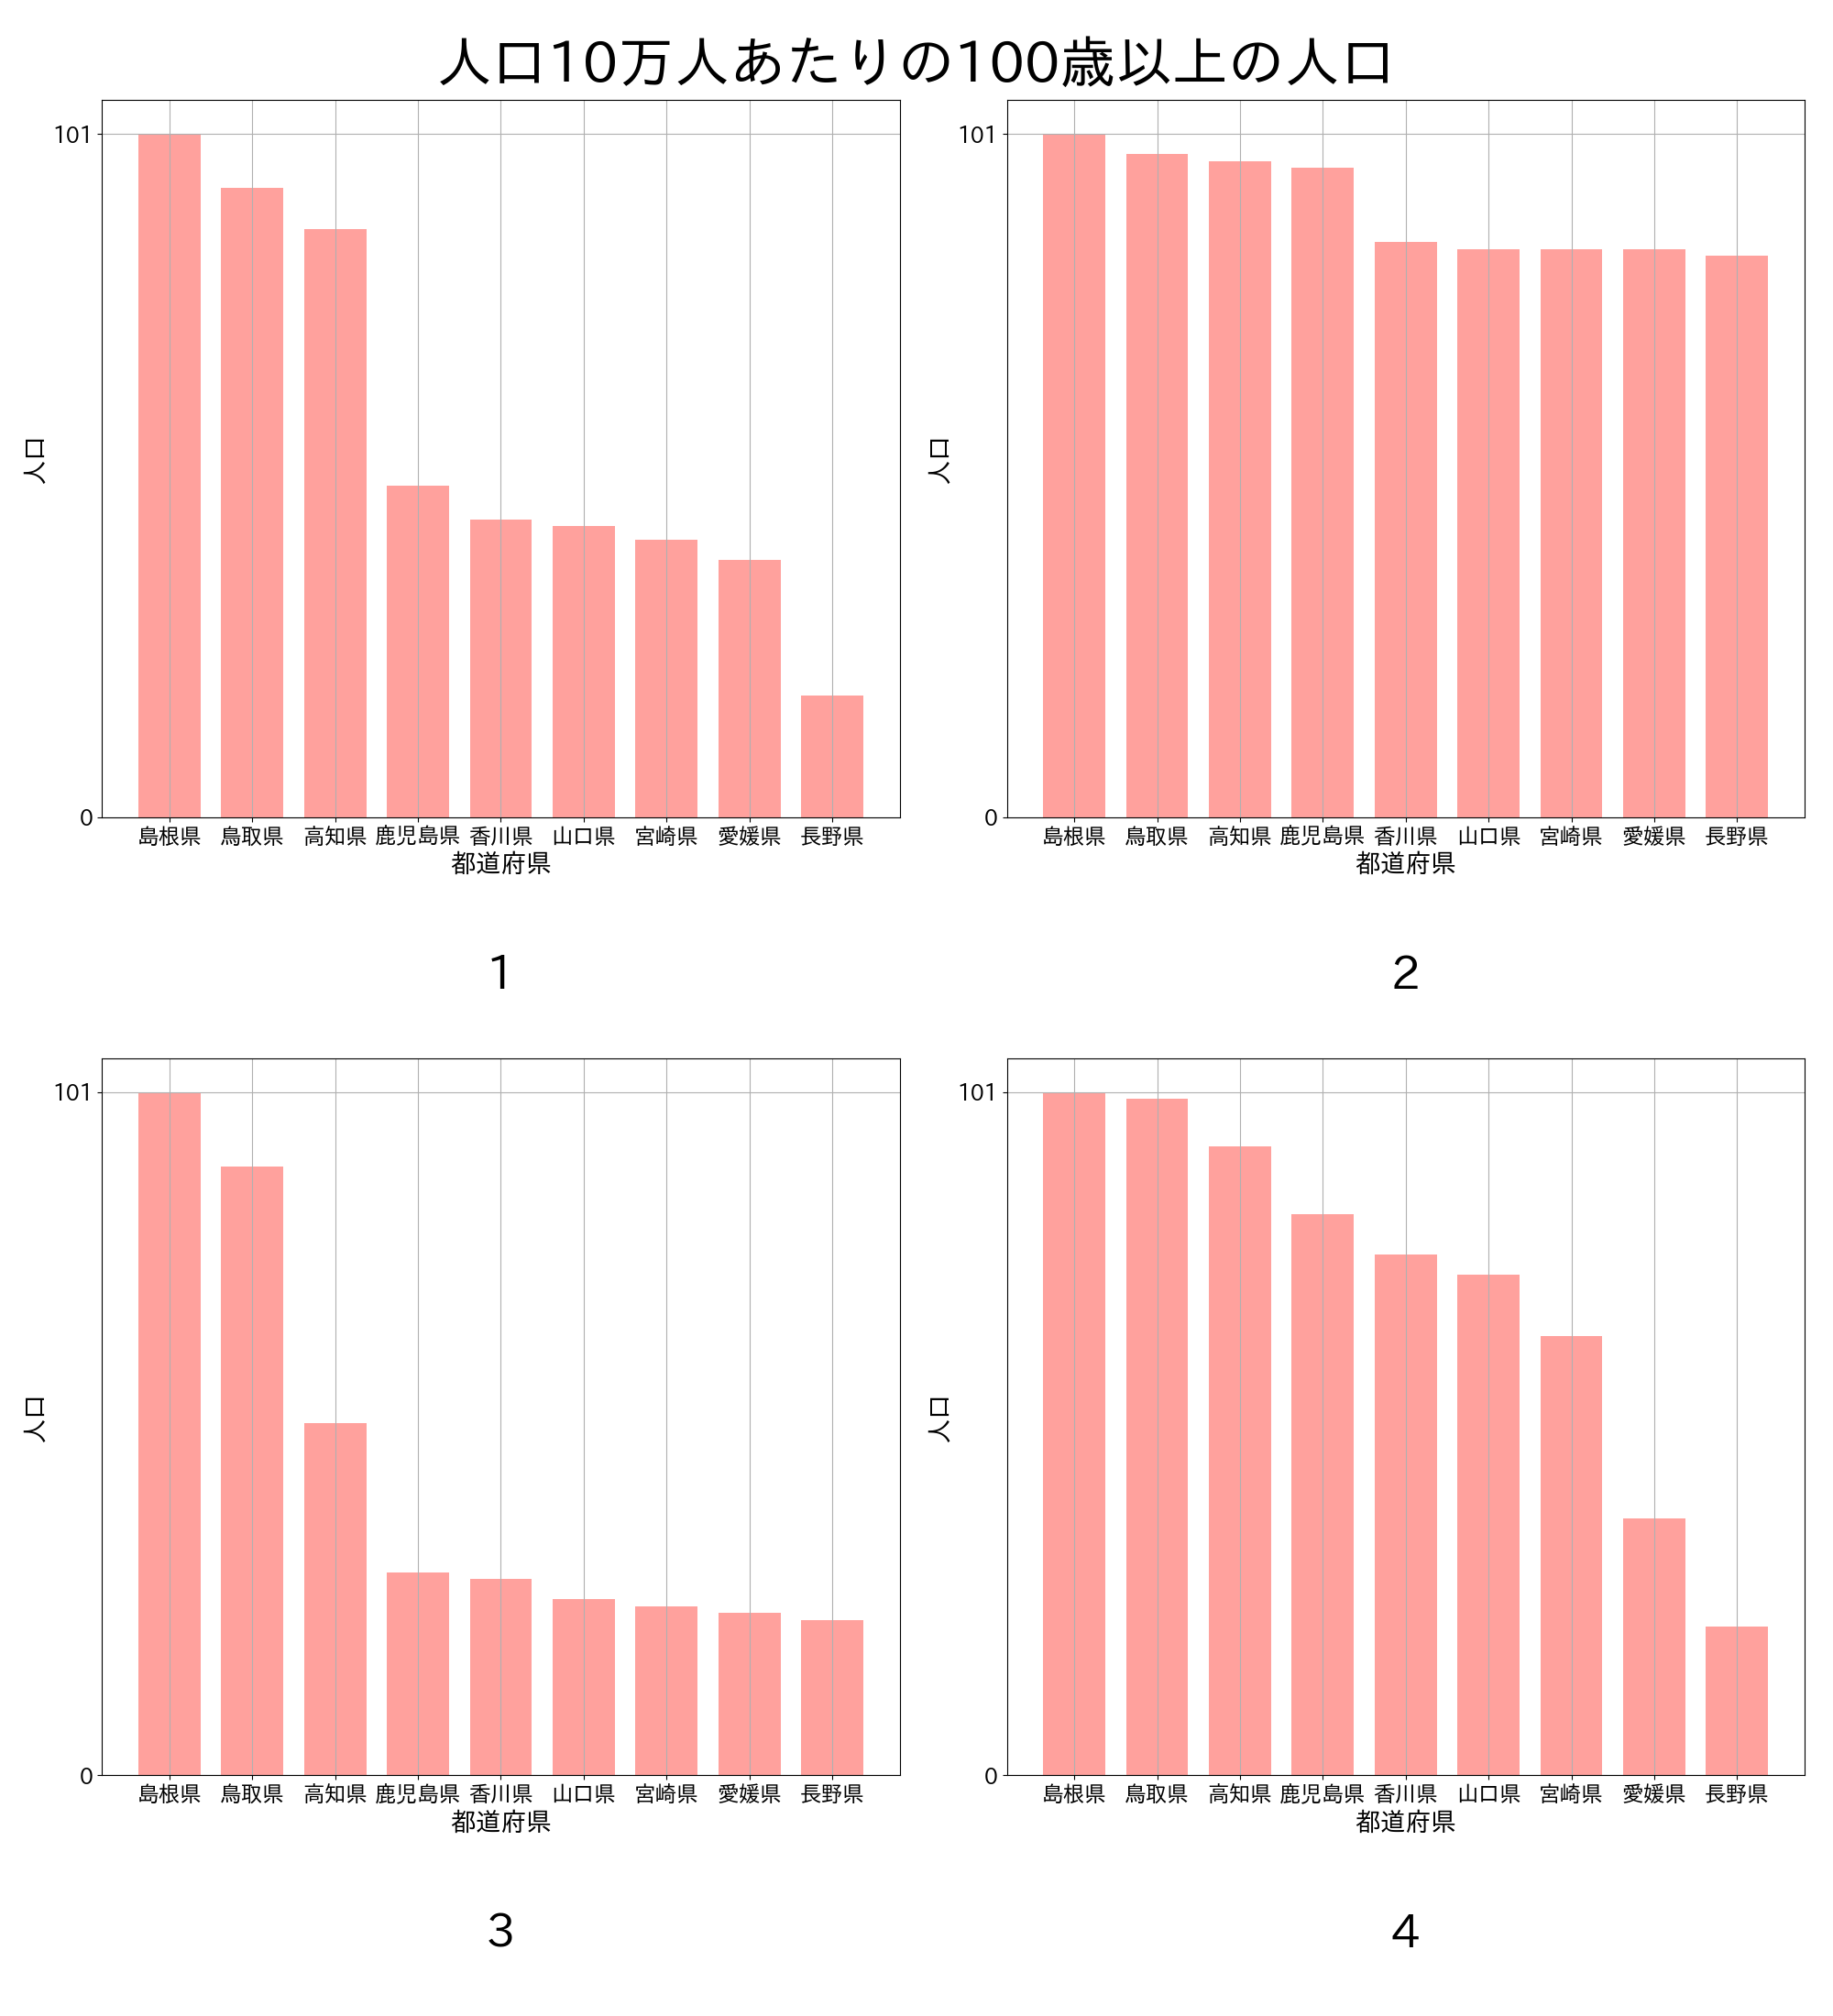 人口10万人あたりの100歳以上の人口
101
0
人口
島根県 鳥取県 高知県 鹿児島県 香川県 山口県 宮崎県 愛媛県 長野県
都道府県
1
101
0
人口
島根県 鳥取県 高知県 鹿児島県 香川県 山口県 宮崎県 愛媛県 長野県
都道府県
2
101
0
人口
島根県 鳥取県 高知県 鹿児島県 香川県 山口県 宮崎県 愛媛県 長野県
都道府県
3
101
0
人口
島根県 鳥取県 高知県 鹿児島県 香川県 山口県 宮崎県 愛媛県 長野県
都道府県
4